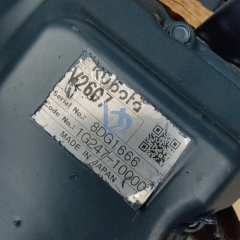 Kubota
V2607
Serial No.: 8DG1666
Code No.: 1G247-10000
MADE IN JAPAN